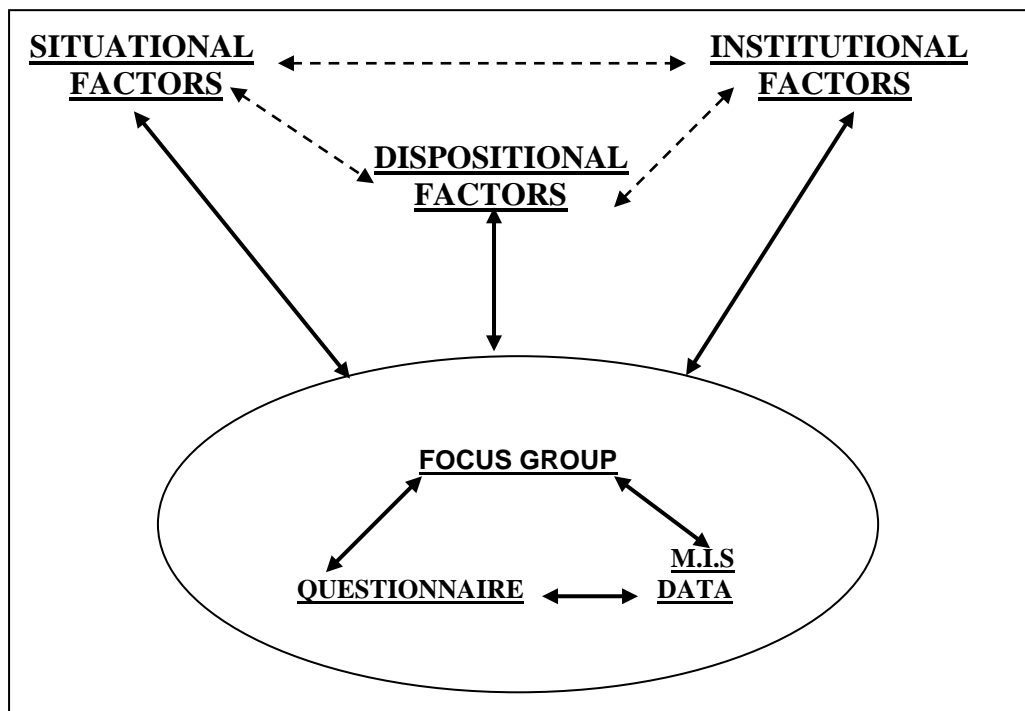 SITUATIONAL
FACTORS
INSTITUTIONAL
FACTORS
DISPOSITIONAL
FACTORS
FOCUS GROUP
QUESTIONNAIRE
M.I.S
DATA